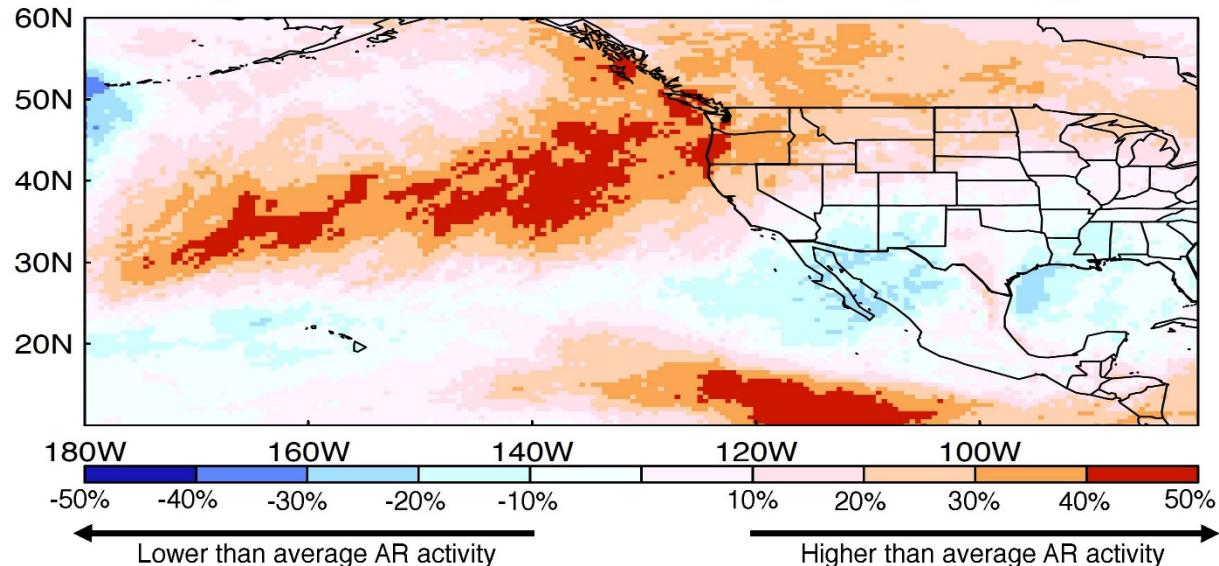 60N
50N
40N
30N
20N
180W 160W 140W 120W 100W
-50% -40% -30% -20% -10% 10% 20% 30% 40% 50%
Lower than average AR activity Higher than average AR activity